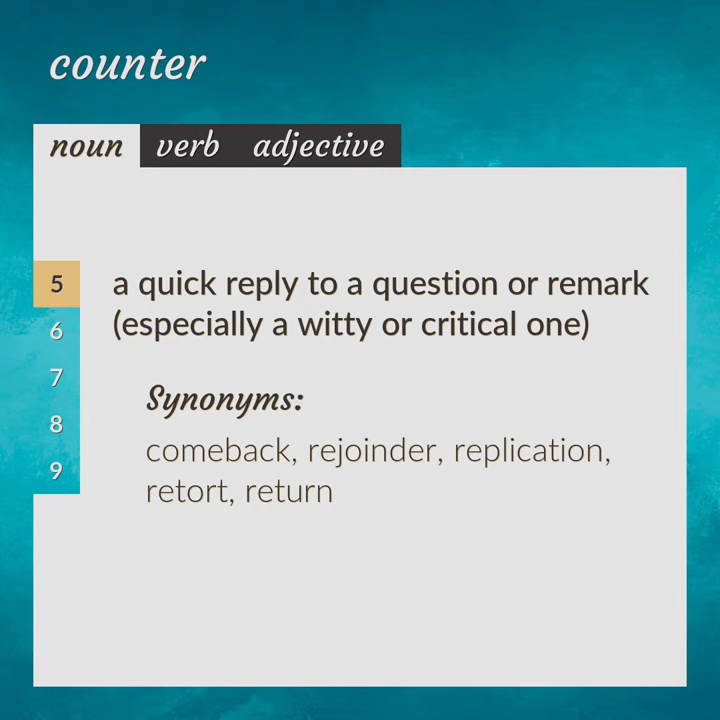 counter
noun verb adjective
5
a quick reply to a question or remark
(especially a witty or critical one)
6
7
8
9
Synonyms:
comeback, rejoinder, replication,
retort, return